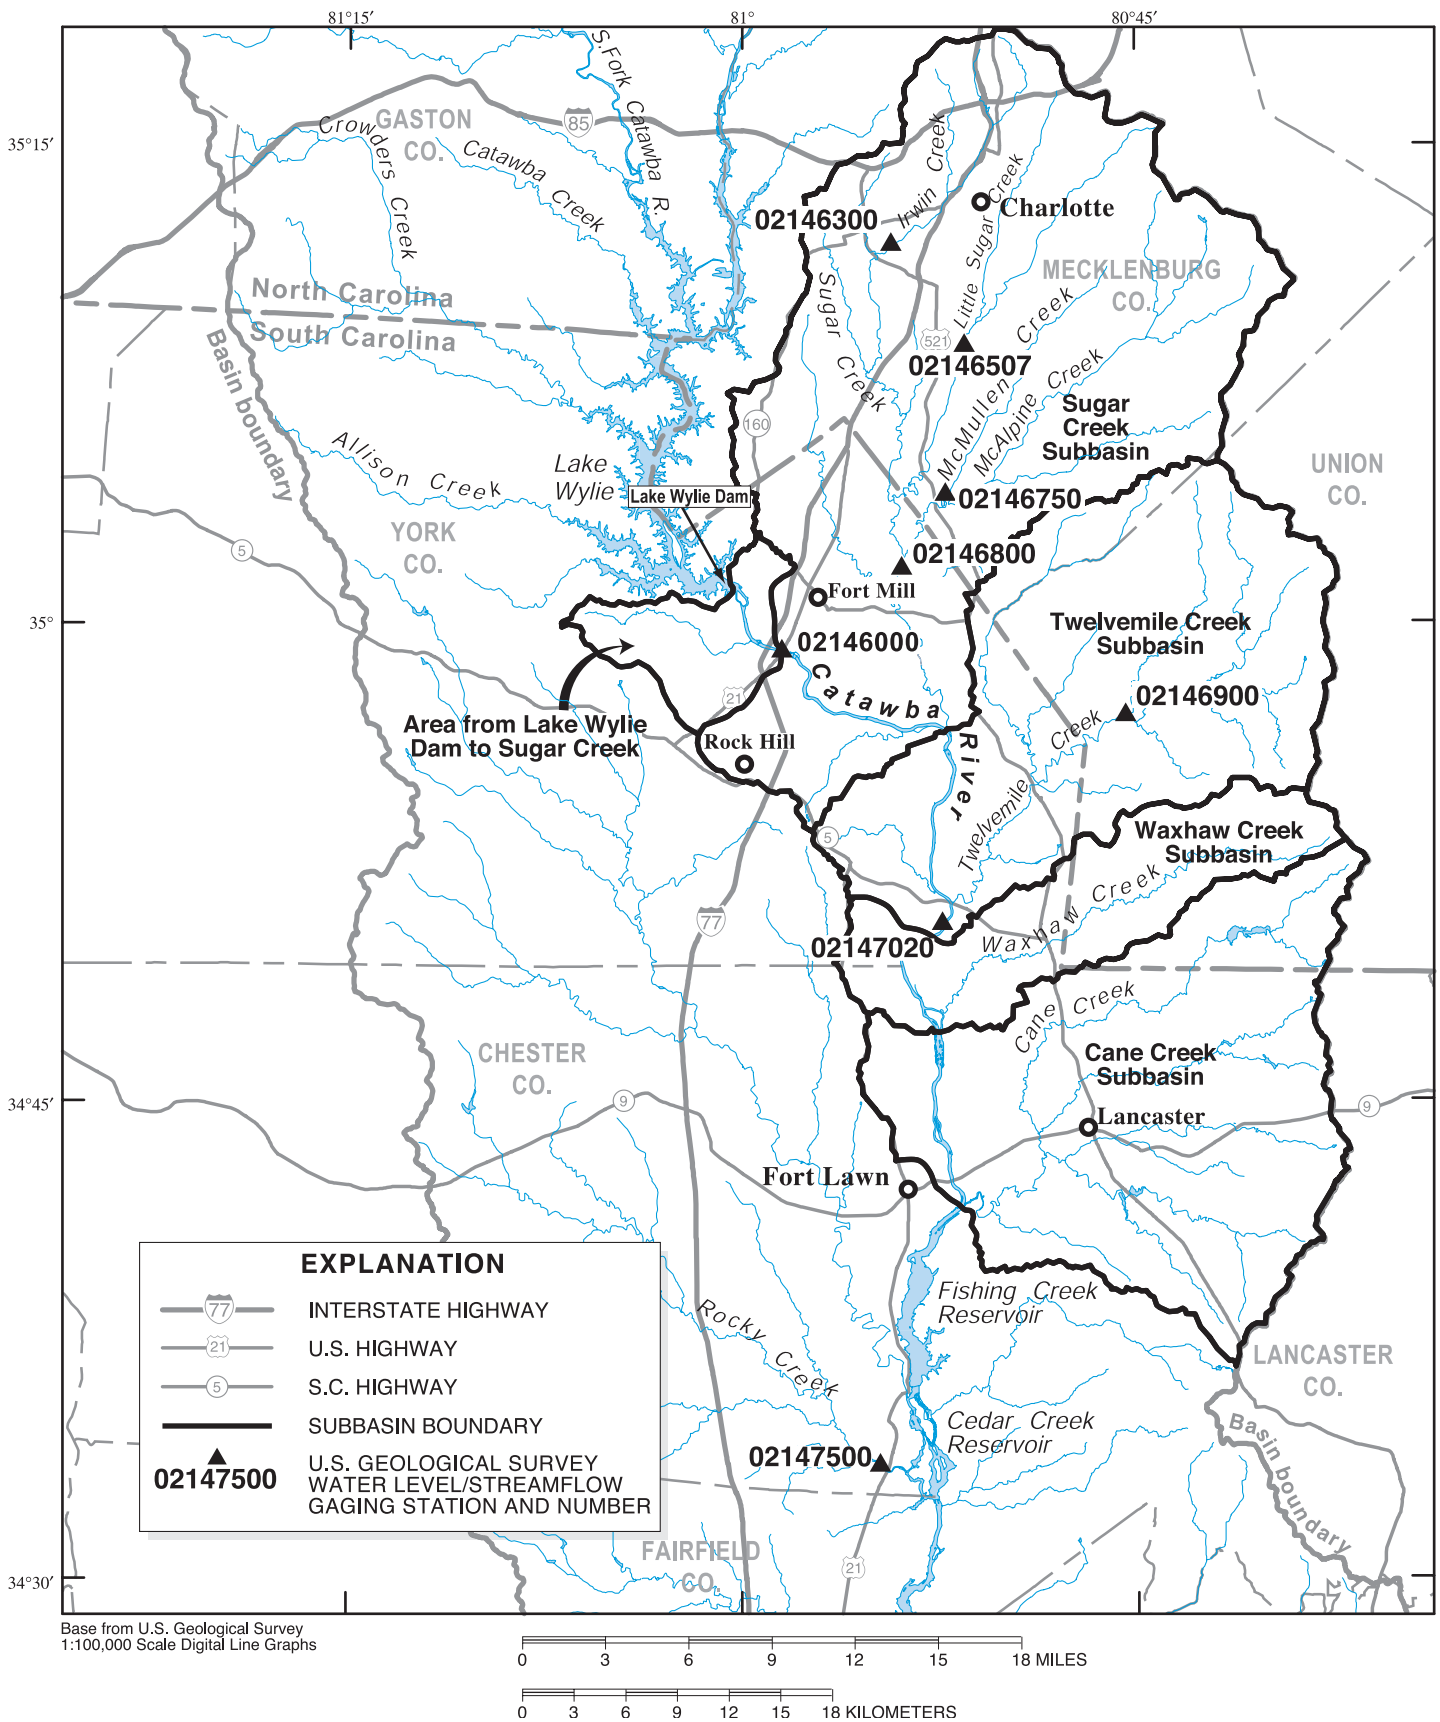 81°15′
81°
80°45′
35°15′
35°
34°45′
34°30′
S.Fork Catawba R.
GASTON
CO.
85
Crowders Creek
Catawba Creek
Irwin Creek
Charlotte
02146300
Little Sugar Creek
MECKLENBURG
CO.
North Carolina
South Carolina
Sugar Creek
521
02146507
McMullen Creek
McAlpine Creek
Basin boundary
160
Sugar
Creek
Subbasin
Allison Creek
Lake
Wylie
Lake Wylie Dam
UNION
CO.
02146750
YORK
CO.
5
02146800
Fort Mill
Twelvemile Creek
Subbasin
02146000
Catawba River
02146900
21
Area from Lake Wylie
Dam to Sugar Creek
Rock Hill
Twelvemile Creek
5
Waxhaw Creek
Subbasin
77
Waxhaw Creek
02147020
Cane Creek
CHESTER
CO.
Cane Creek
Subbasin
9
9
Lancaster
Fort Lawn
EXPLANATION
77
INTERSTATE HIGHWAY
21
U.S. HIGHWAY
5
S.C. HIGHWAY
SUBBASIN BOUNDARY
02147500
U.S. GEOLOGICAL SURVEY
WATER LEVEL/STREAMFLOW
GAGING STATION AND NUMBER
Fishing Creek
Reservoir
Rocky Creek
LANCASTER
CO.
Cedar Creek
Reservoir
Basin boundary
02147500
FAIRFIELD
CO.
21
Base from U.S. Geological Survey
1:100,000 Scale Digital Line Graphs
0 3 6 9 12 15 18 MILES
0 3 6 9 12 15 18 KILOMETERS